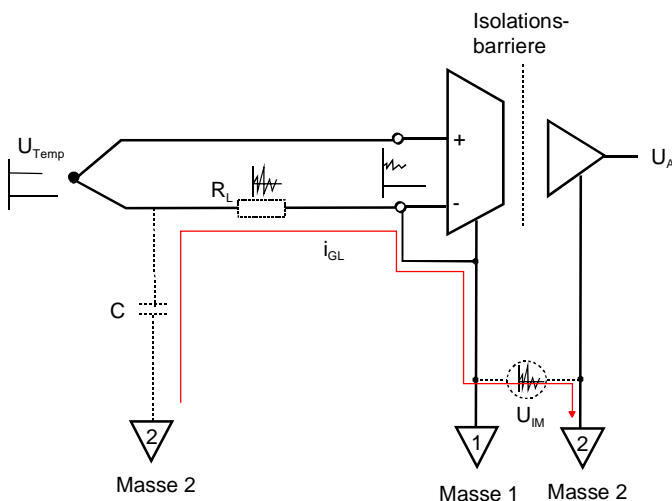 Isolations-
barriere
U_Temp
+
U_A
R_L
-
i_GL
C
U_IM
2
1
2
Masse 2
Masse 1
Masse 2